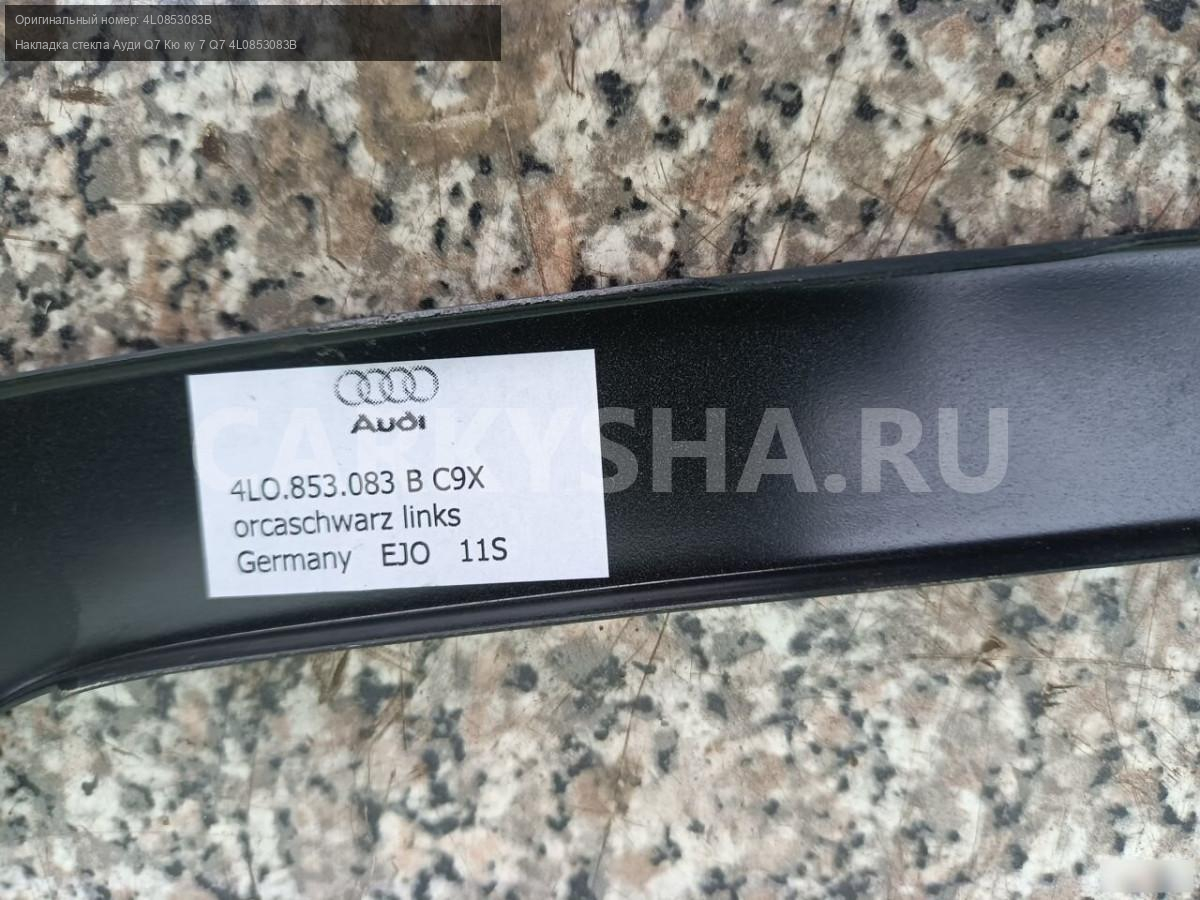 Оригинальный номер: 4L0853083B
Накладка стекла Ауди Q7 Кю ку 7 Q7 4L0853083B
Audi
CARKYSHA.RU
4LO.853.083 B C9X
orcaschwarz links
Germany EJO 11S